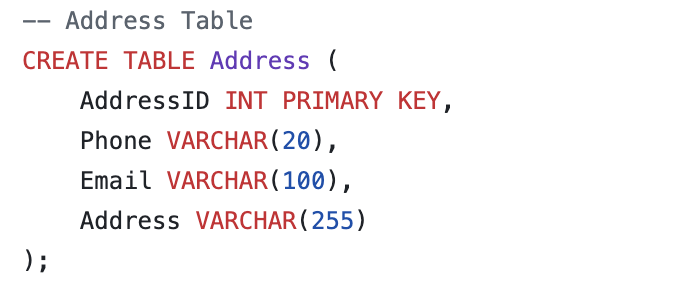 -- Address Table
CREATE TABLE Address (
    AddressID INT PRIMARY KEY,
    Phone VARCHAR(20),
    Email VARCHAR(100),
    Address VARCHAR(255)
);